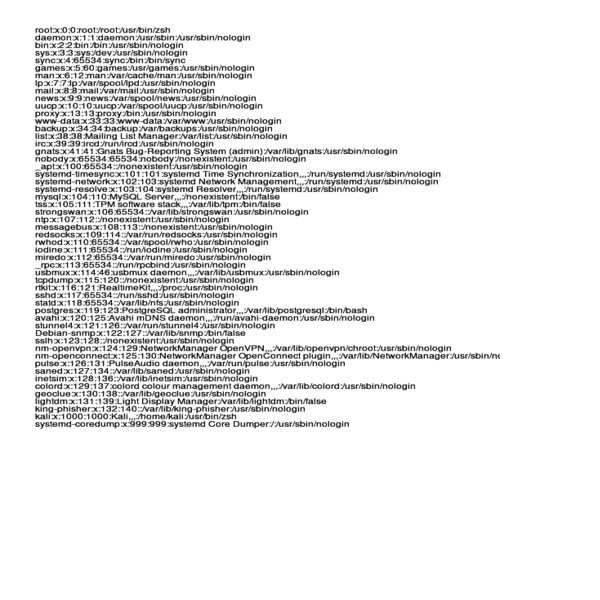 root:x:0:0:root:/root:/usr/bin/zsh
daemon:x:1:1:daemon:/usr/sbin:/usr/sbin/nologin
bin:x:2:2:bin:/bin:/usr/sbin/nologin
sys:x:3:3:sys:/dev:/usr/sbin/nologin
sync:x:4:65534:sync:/bin:/bin/sync
games:x:5:60:games:/usr/games:/usr/sbin/nologin
man:x:6:12:man:/var/cache/man:/usr/sbin/nologin
lp:x:7:7:lp:/var/spool/lpd:/usr/sbin/nologin
mail:x:8:8:mail:/var/mail:/usr/sbin/nologin
news:x:9:9:news:/var/spool/news:/usr/sbin/nologin
uucp:x:10:10:uucp:/var/spool/uucp:/usr/sbin/nologin
proxy:x:13:13:proxy:/bin:/usr/sbin/nologin
www-data:x:33:33:www-data:/var/www:/usr/sbin/nologin
backup:x:34:34:backup:/var/backups:/usr/sbin/nologin
list:x:38:38:Mailing List Manager:/var/list:/usr/sbin/nologin
irc:x:39:39:ircd:/run/ircd:/usr/sbin/nologin
gnats:x:41:41:Gnats Bug-Reporting System (admin):/var/lib/gnats:/usr/sbin/nologin
nobody:x:65534:65534:nobody:/nonexistent:/usr/sbin/nologin
_apt:x:100:65534::/nonexistent:/usr/sbin/nologin
systemd-timesync:x:101:101:systemd Time Synchronization,,,:/run/systemd:/usr/sbin/nologin
systemd-network:x:102:103:systemd Network Management,,,:/run/systemd:/usr/sbin/nologin
systemd-resolve:x:103:104:systemd Resolver,,,:/run/systemd:/usr/sbin/nologin
mysql:x:104:110:MySQL Server,,,:/nonexistent:/bin/false
tss:x:105:111:TPM software stack,,,:/var/lib/tpm:/bin/false
strongswan:x:106:65534::/var/lib/strongswan:/usr/sbin/nologin
ntp:x:107:112::/nonexistent:/usr/sbin/nologin
messagebus:x:108:113::/nonexistent:/usr/sbin/nologin
redsocks:x:109:114::/var/run/redsocks:/usr/sbin/nologin
rwhod:x:110:65534::/var/spool/rwho:/usr/sbin/nologin
iodine:x:111:65534::/run/iodine:/usr/sbin/nologin
miredo:x:112:65534::/var/run/miredo:/usr/sbin/nologin
_rpc:x:113:65534::/run/rpcbind:/usr/sbin/nologin
usbmux:x:114:46:usbmux daemon,,,:/var/lib/usbmux:/usr/sbin/nologin
tcpdump:x:115:120::/nonexistent:/usr/sbin/nologin
rtkit:x:116:121:RealtimeKit,,,:/proc:/usr/sbin/nologin
sshd:x:117:65534::/run/sshd:/usr/sbin/nologin
statd:x:118:65534::/var/lib/nfs:/usr/sbin/nologin
postgres:x:119:123:PostgreSQL administrator,,,:/var/lib/postgresql:/bin/bash
avahi:x:120:125:Avahi mDNS daemon,,,:/run/avahi-daemon:/usr/sbin/nologin
stunnel4:x:121:126::/var/run/stunnel4:/usr/sbin/nologin
Debian-snmp:x:122:127::/var/lib/snmp:/bin/false
sslh:x:123:128::/nonexistent:/usr/sbin/nologin
nm-openvpn:x:124:129:NetworkManager OpenVPN,,,:/var/lib/openvpn/chroot:/usr/sbin/nologin
nm-openconnect:x:125:130:NetworkManager OpenConnect plugin,,,:/var/lib/NetworkManager:/usr/sbin/nc
pulse:x:126:131:PulseAudio daemon,,,:/var/run/pulse:/usr/sbin/nologin
saned:x:127:134::/var/lib/saned:/usr/sbin/nologin
inetsim:x:128:136::/var/lib/inetsim:/usr/sbin/nologin
colord:x:129:137:colord colour management daemon,,,:/var/lib/colord:/usr/sbin/nologin
geoclue:x:130:138::/var/lib/geoclue:/usr/sbin/nologin
lightdm:x:131:139:Light Display Manager:/var/lib/lightdm:/bin/false
king-phisher:x:132:140::/var/lib/king-phisher:/usr/sbin/nologin
kali:x:1000:1000:Kali,,,:/home/kali:/usr/bin/zsh
systemd-coredump:x:999:999:systemd Core Dumper:/:/usr/sbin/nologin